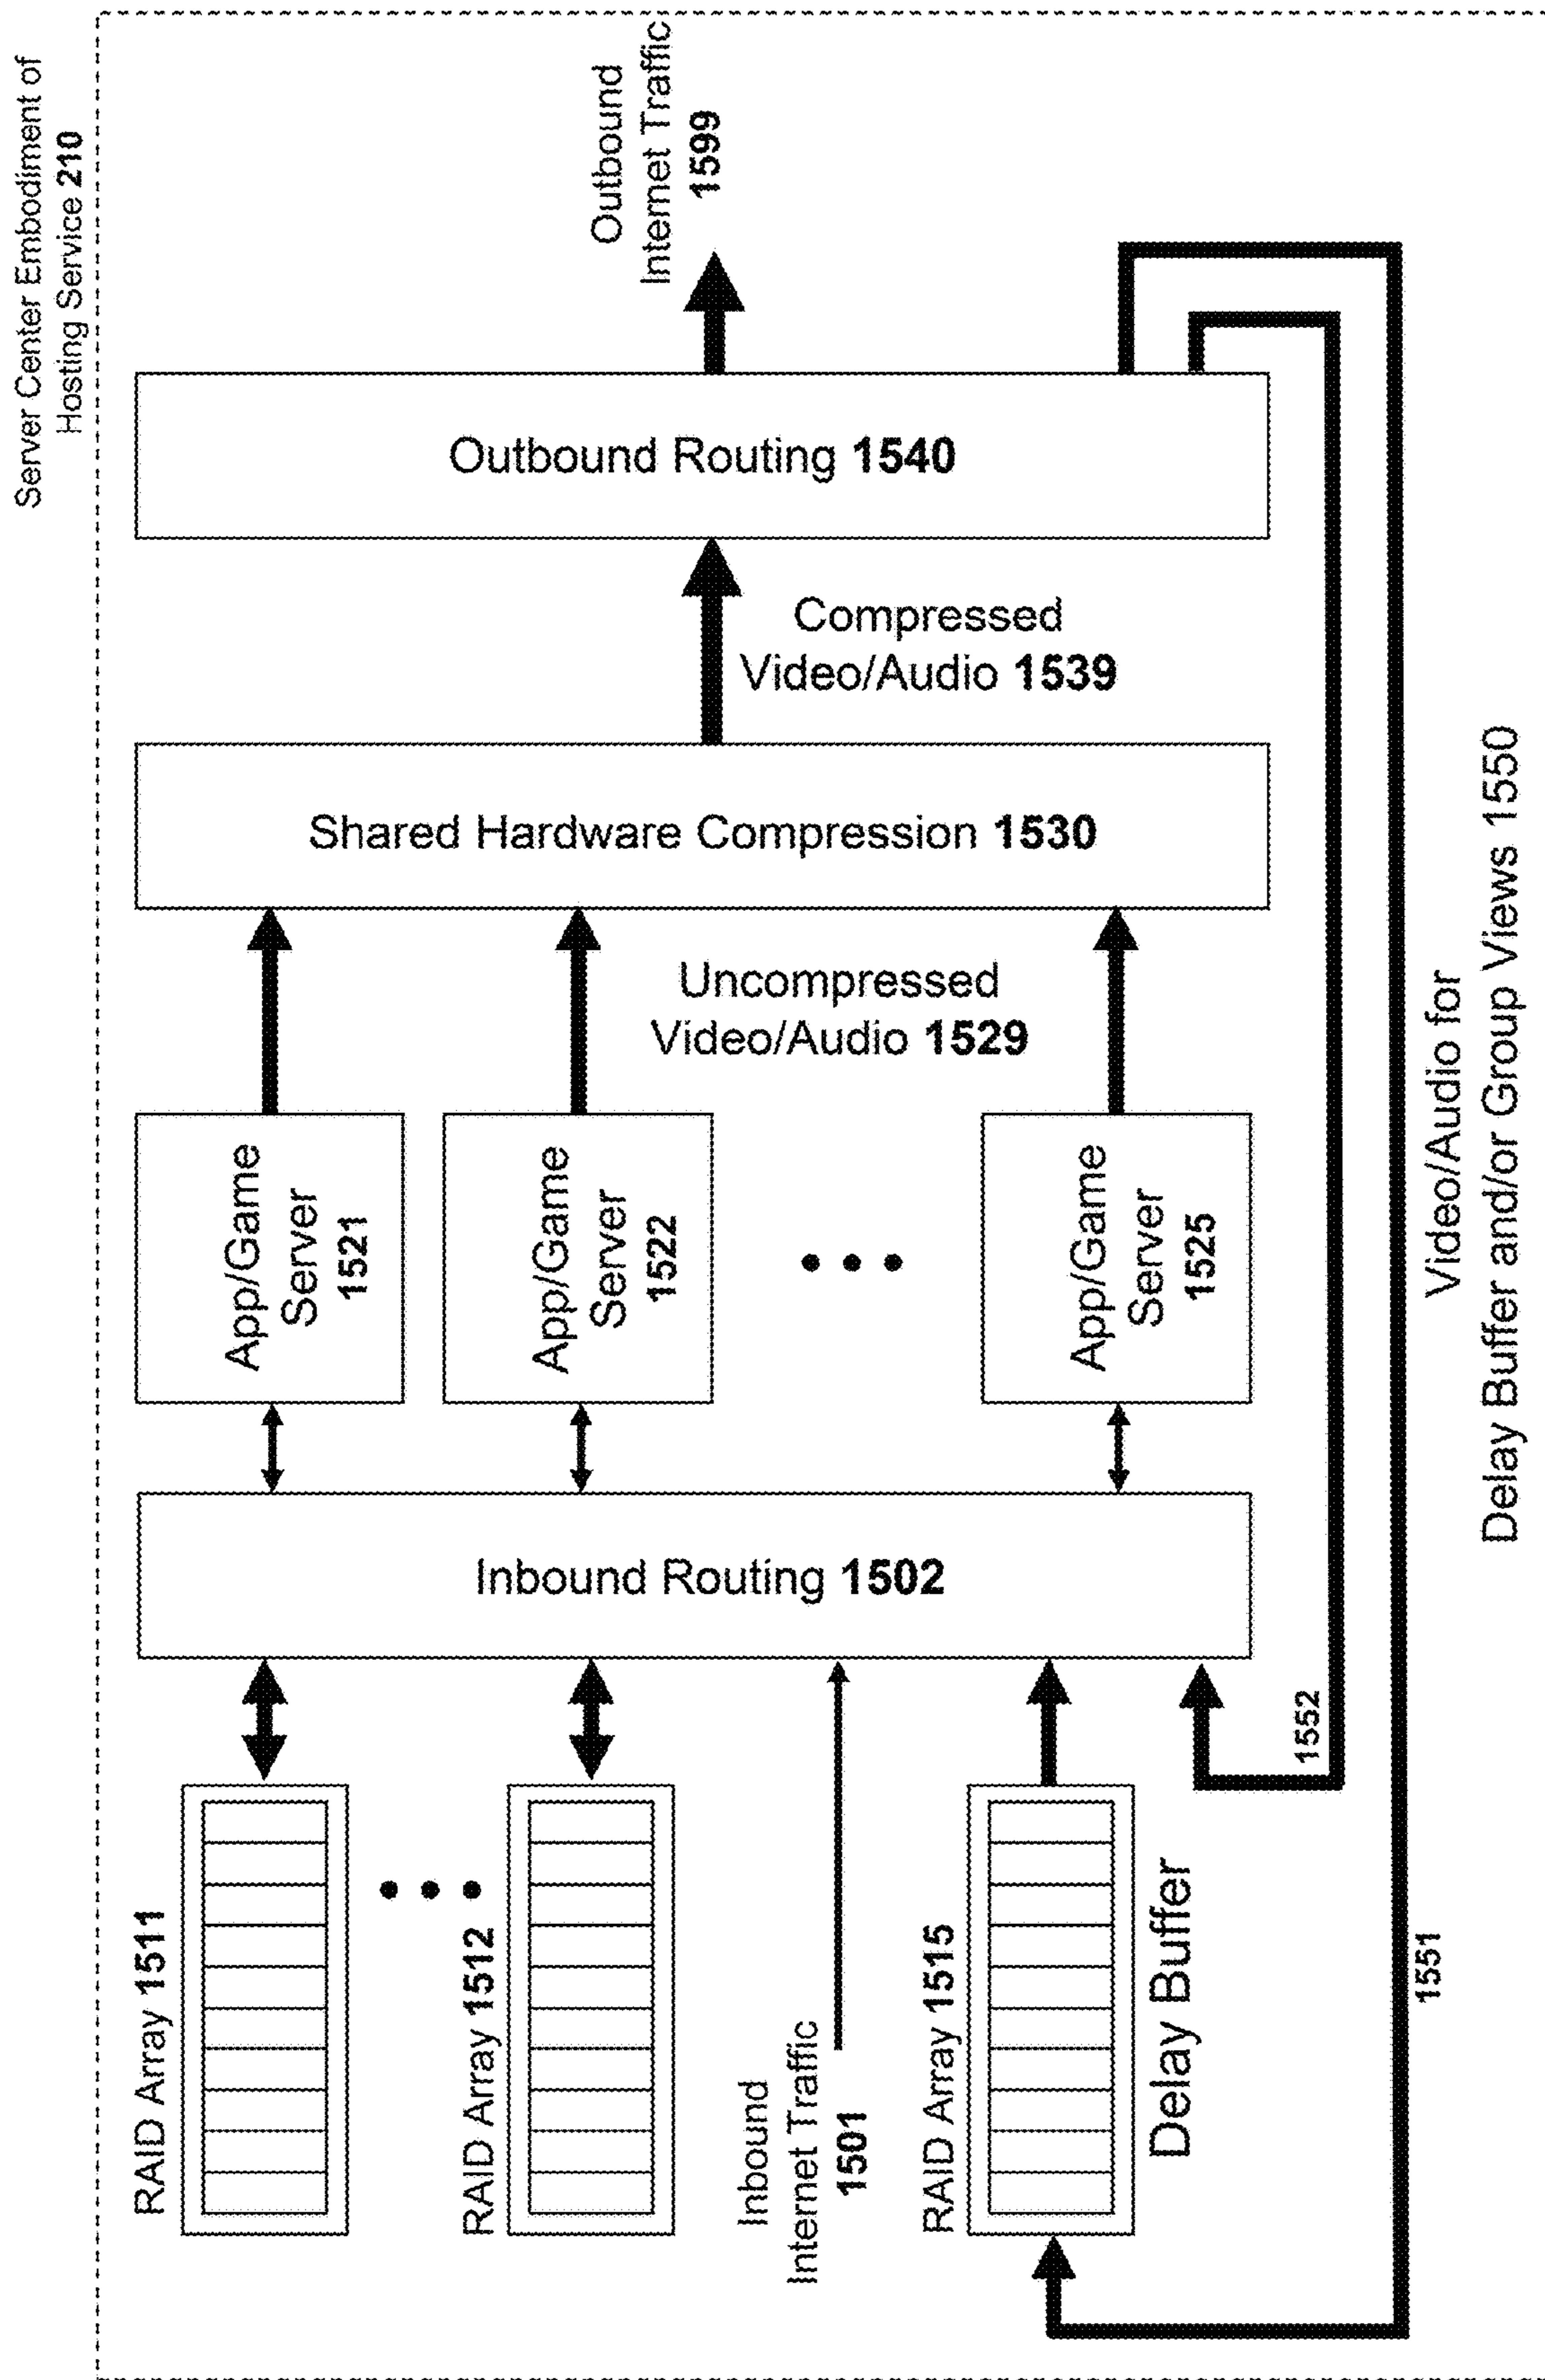 Server Center Embodiment of
Hosting Service 210
RAID Array 1511
RAID Array 1512
Inbound
Internet Traffic
1501
RAID Array 1515
Delay Buffer
Inbound Routing 1502
App/Game
Server
1521
App/Game
Server
1522
App/Game
Server
1525
Uncompressed
Video/Audio 1529
Shared Hardware Compression 1530
Compressed
Video/Audio 1539
Outbound Routing 1540
Outbound
Internet Traffic
1599
1552
1551
Video/Audio for
Delay Buffer and/or Group Views 1550